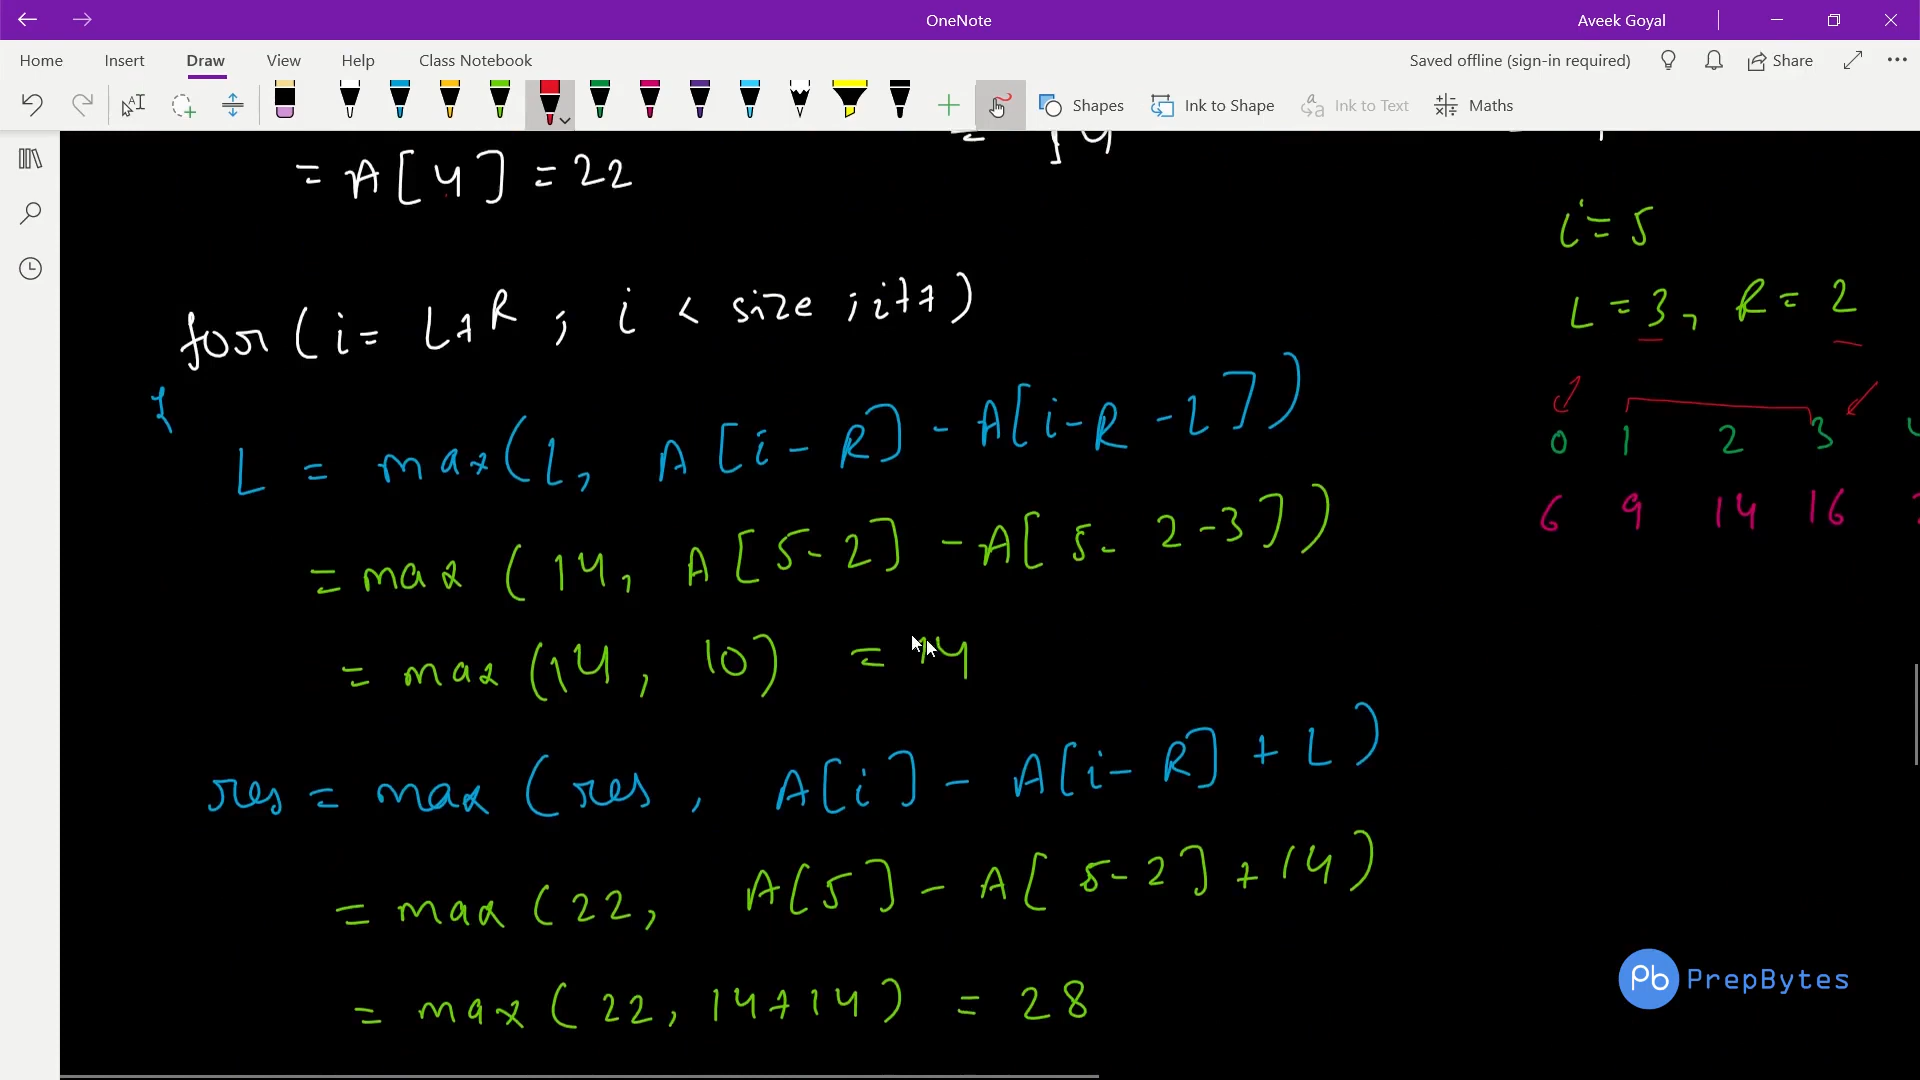 OneNote
Aveek Goyal
Home Insert Draw View Help Class Notebook
Saved offline (sign-in required) Share
Shapes Ink to Shape Ink to Text Maths
= A[4] = 22
= 14
i = 5
L = 3, R = 2
for (i = L+R ; i < size ; i++)
{
0 1 2 3
6 9 14 16
L = max(L, A[i-R] - A[i-R-L])
= max (14, A[5-2] - A[5-2-3])
= max (14, 10) = 14
res = max (res, A[i] - A[i-R] + L)
= max (22, A[5] - A[5-2] + 14)
= max (22, 14+14) = 28
Pb PrepBytes